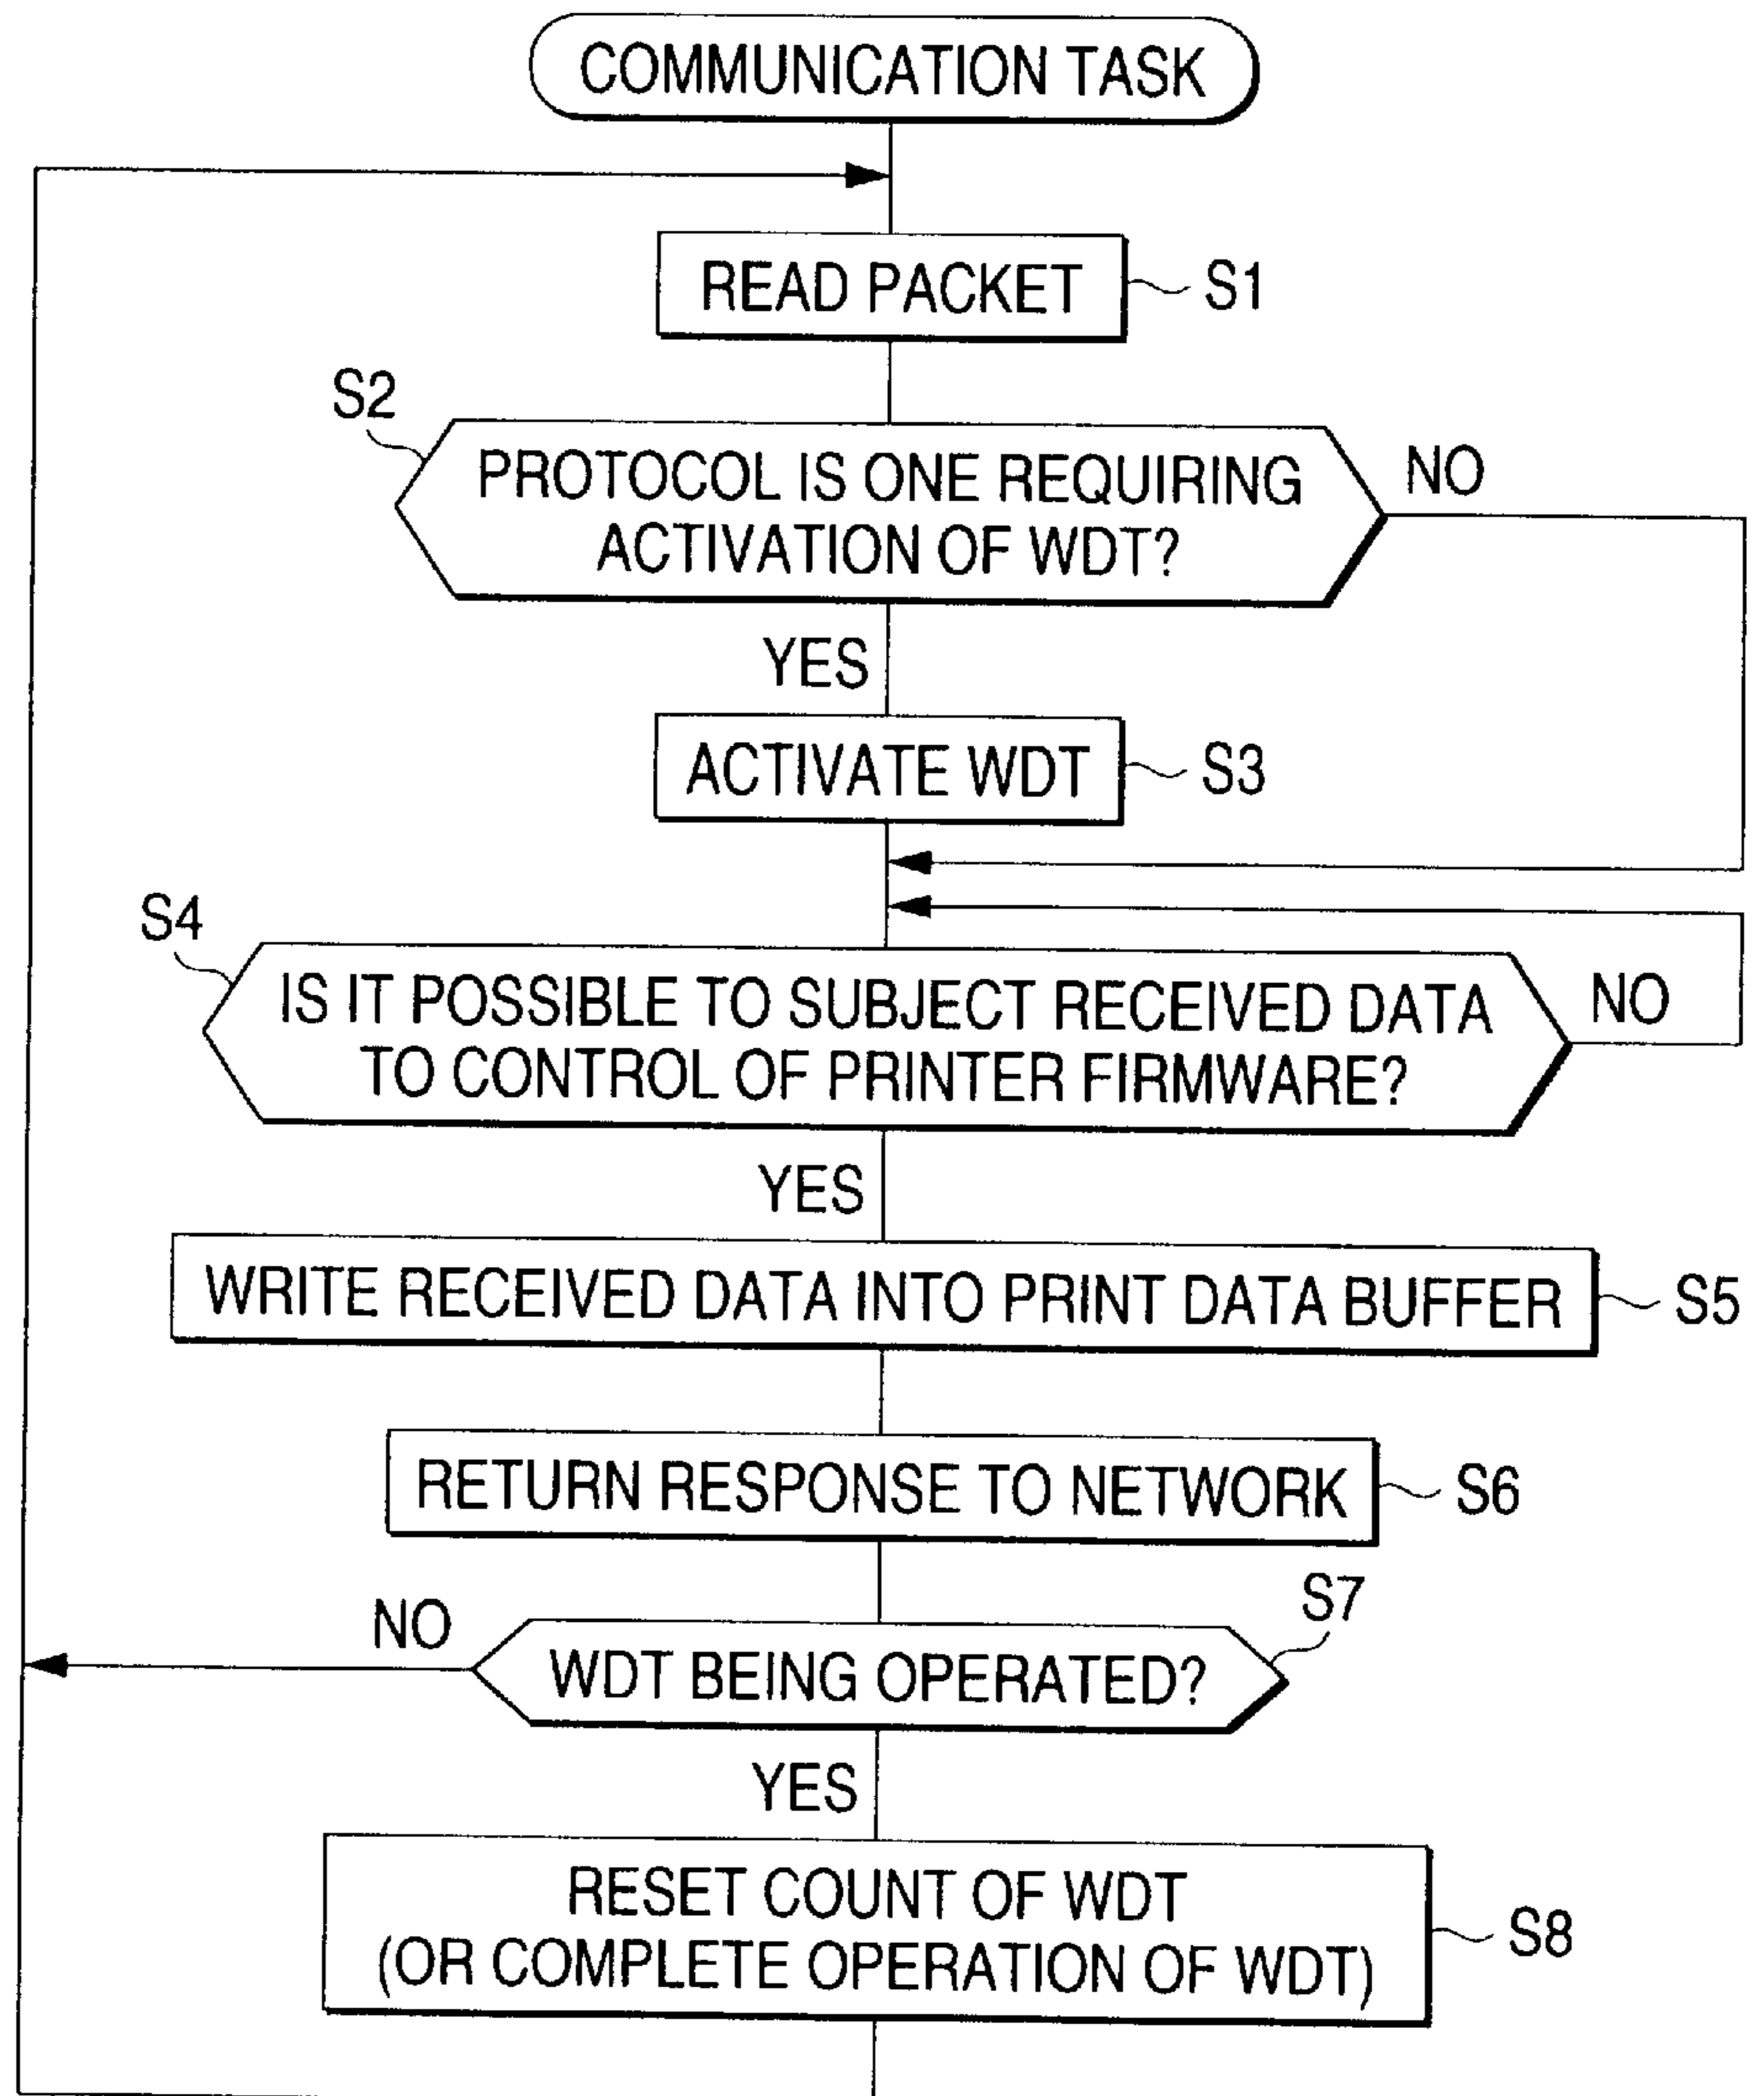 COMMUNICATION TASK
READ PACKET
S1
S2
PROTOCOL IS ONE REQUIRING
ACTIVATION OF WDT?
NO
YES
ACTIVATE WDT
S3
S4
IS IT POSSIBLE TO SUBJECT RECEIVED DATA
TO CONTROL OF PRINTER FIRMWARE?
NO
YES
WRITE RECEIVED DATA INTO PRINT DATA BUFFER
S5
RETURN RESPONSE TO NETWORK
S6
S7
NO
WDT BEING OPERATED?
YES
RESET COUNT OF WDT
(OR COMPLETE OPERATION OF WDT)
S8